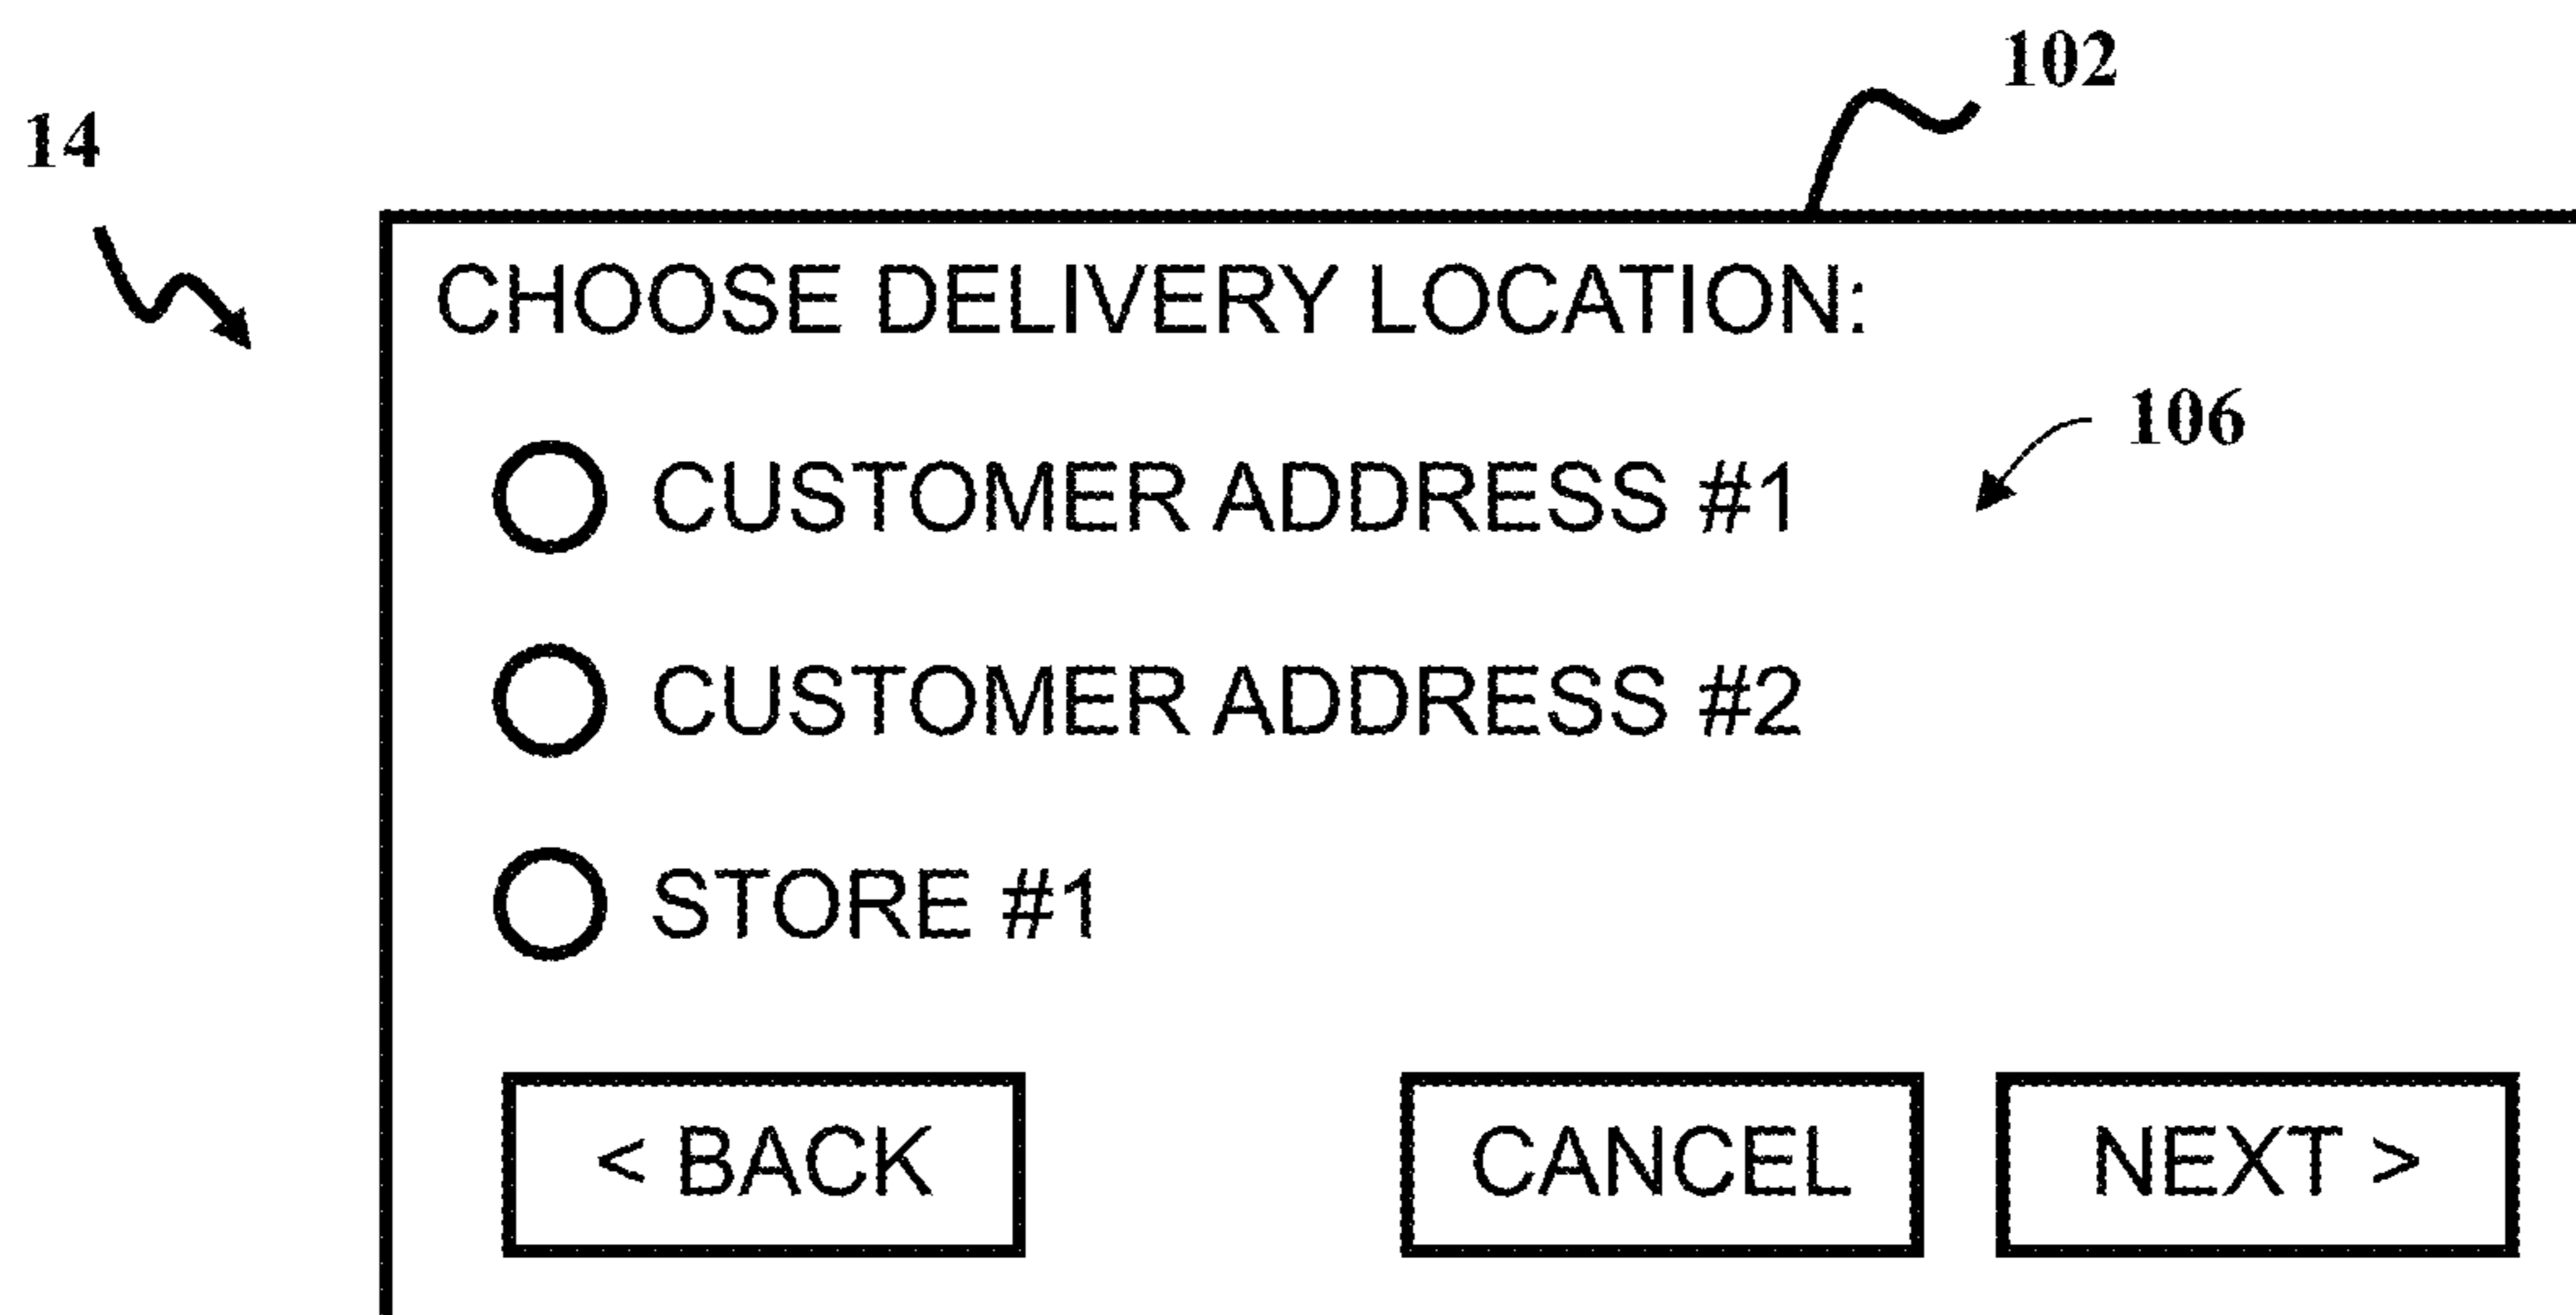 102
14
CHOOSE DELIVERY LOCATION:
106
CUSTOMER ADDRESS #1
CUSTOMER ADDRESS #2
STORE #1
< BACK
CANCEL
NEXT >